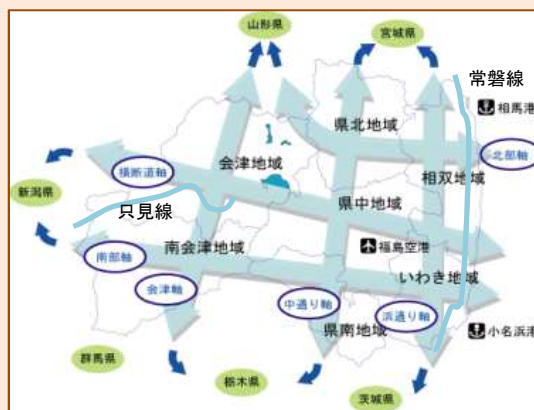 山形県
宮城県
常磐線
相馬港
県北地域
会津地域
横断道軸
北部軸
相双地域
新潟県
只見線
県中地域
南会津地域
福島空港
南部軸
いわき地域
会津軸
中通り軸
浜通り軸
県南地域
小名浜港
群馬県
栃木県
茨城県